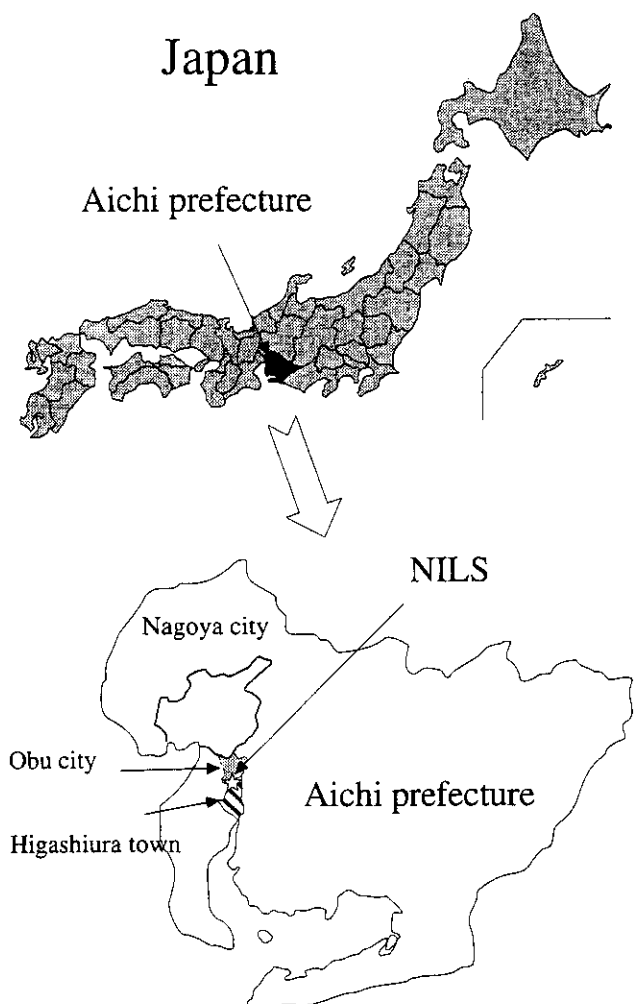 Japan
Aichi prefecture
NILS
Nagoya city
Obu city
Aichi prefecture
Higashiura town